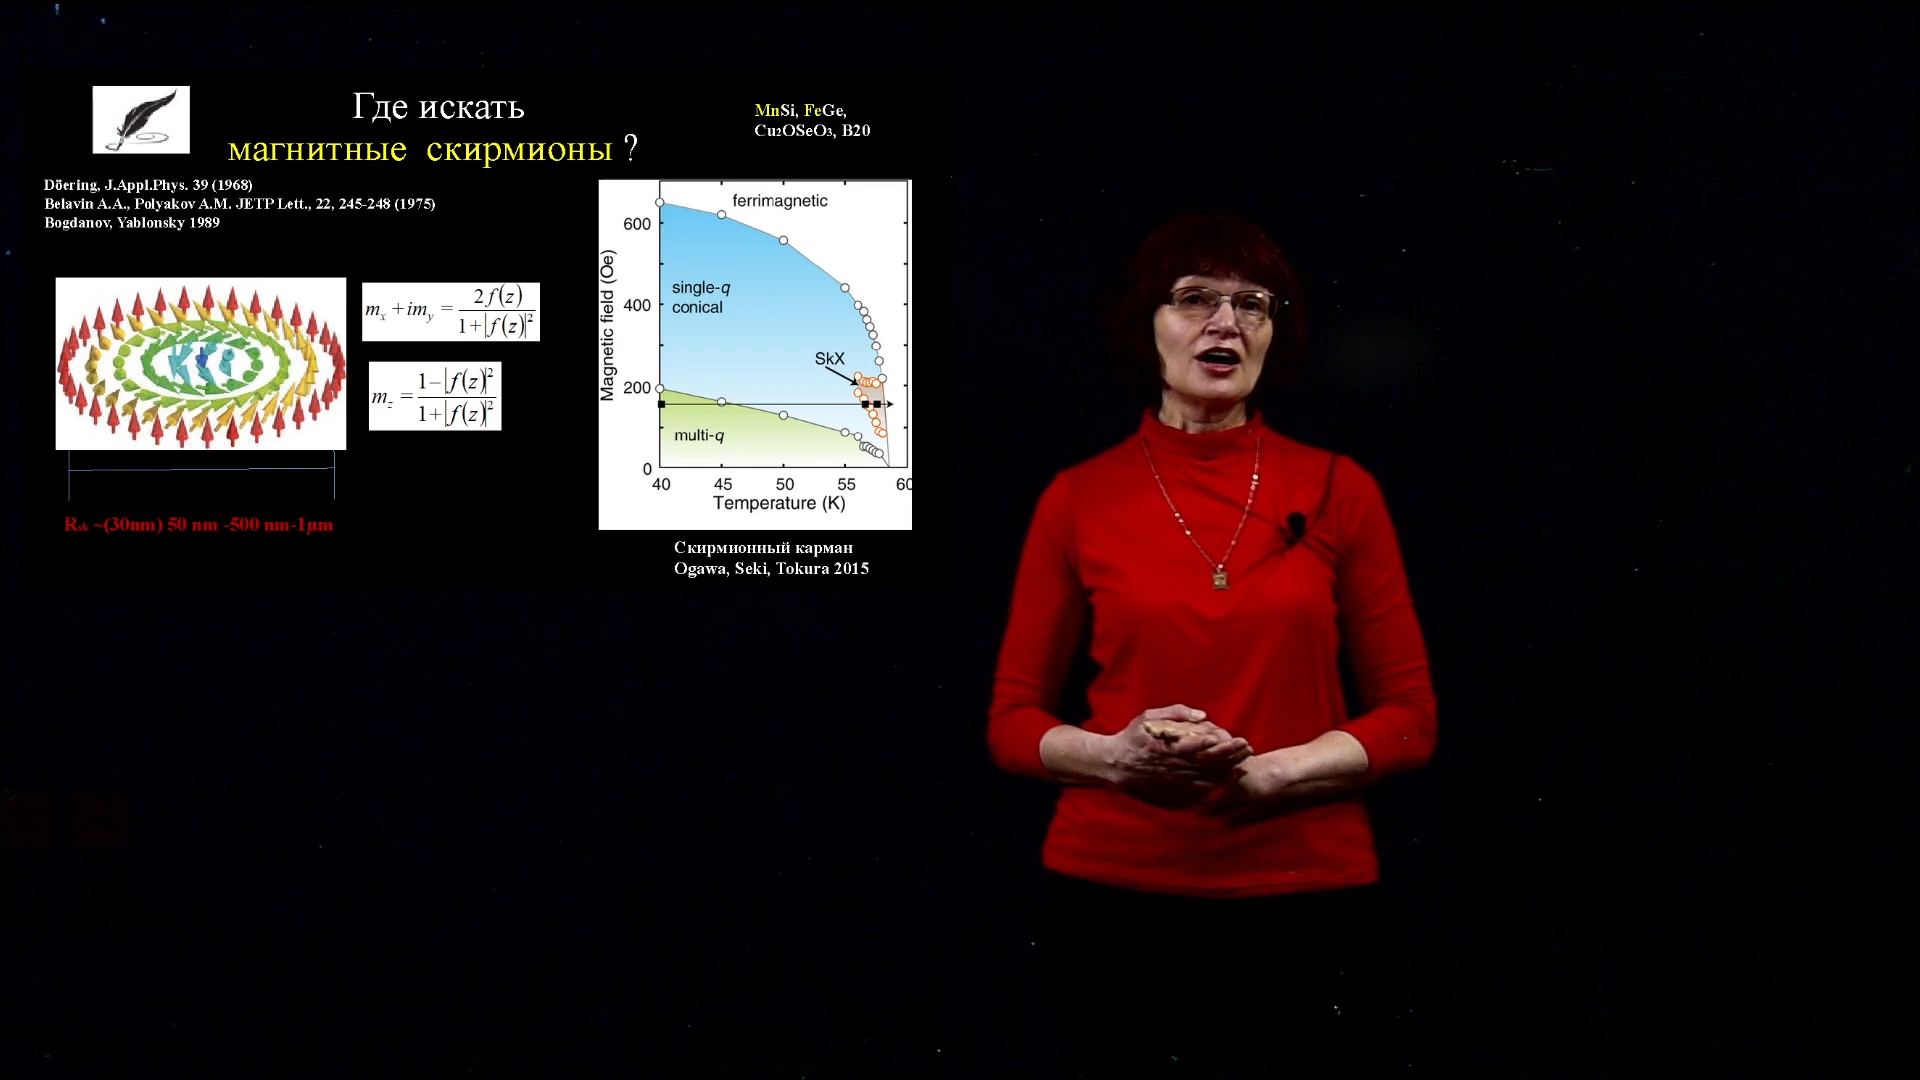 Где искать
магнитные скирмионы ?
MnSi, FeGe,
Cu₂OSeO₃, B20
Döering, J.Appl.Phys. 39 (1968)
Belavin A.A., Polyakov A.M. JETP Lett., 22, 245-248 (1975)
Bogdanov, Yablonsky 1989
m_x + im_y = 2f(z) / 1+|f(z)|²
m_z = 1−|f(z)|² / 1+|f(z)|²
R_sk ~(30nm) 50 nm -500 nm-1μm
ferrimagnetic
single-q
conical
SkX
multi-q
Magnetic field (Oe)
600
400
200
0
40 45 50 55 60
Temperature (K)
Скирмионный карман
Ogawa, Seki, Tokura 2015